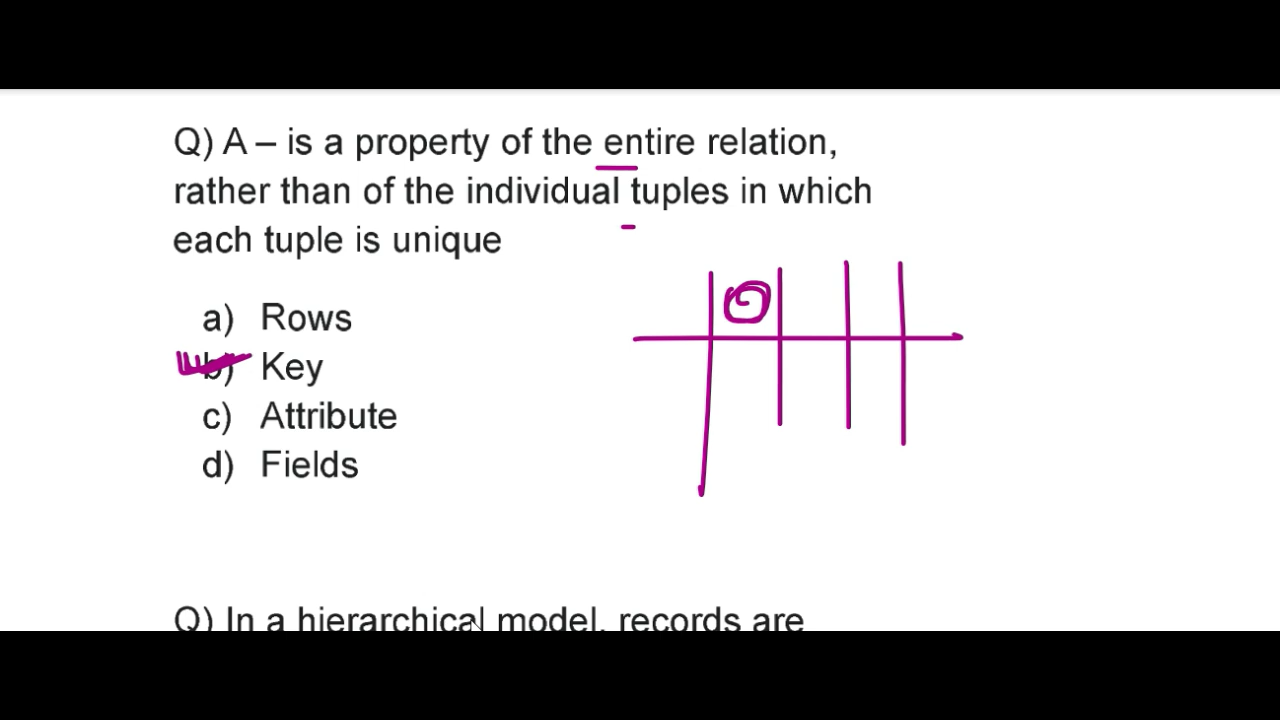 Q) A – is a property of the entire relation,
rather than of the individual tuples in which
each tuple is unique
a) Rows
b) Key
c) Attribute
d) Fields
Q) In a hierarchical model, records are